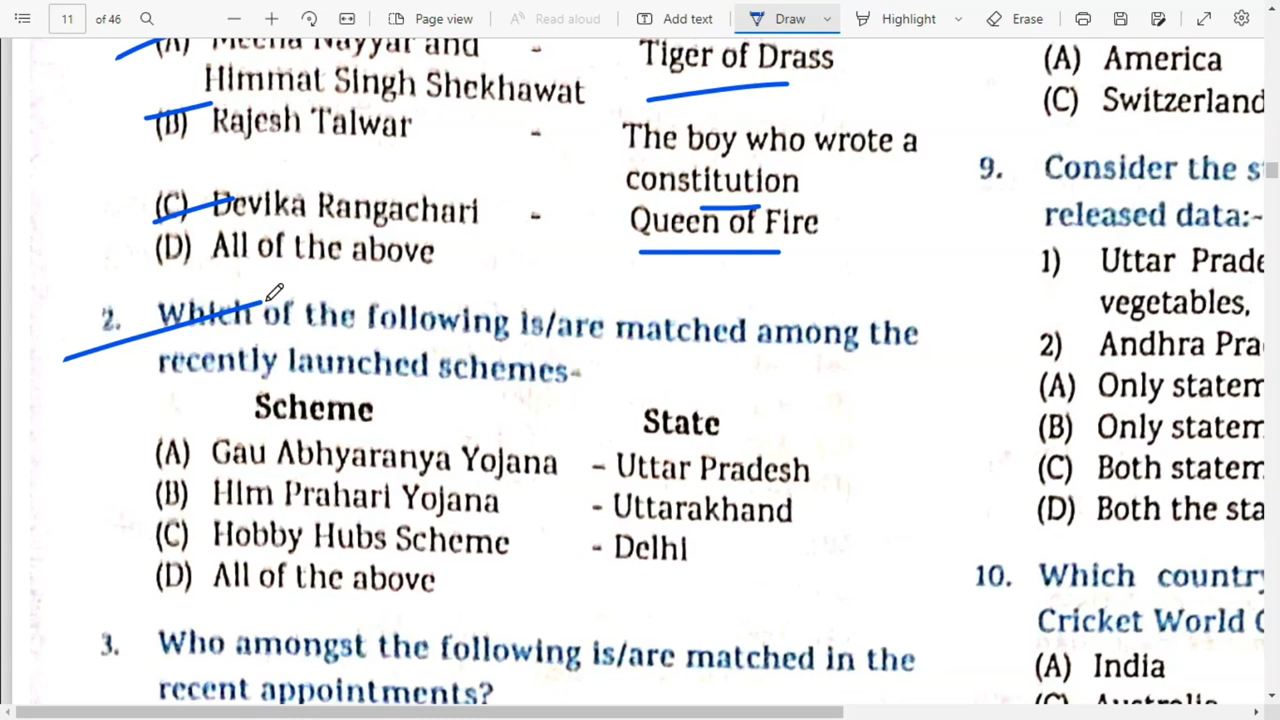 11 of 46 Page view Read aloud Add text Draw Highlight Erase
(A) Meena Nayyar and - Tiger of Drass
Himmat Singh Shekhawat
(B) Rajesh Talwar - The boy who wrote a
constitution
(C) Devika Rangachari - Queen of Fire
(D) All of the above
2. Which of the following is/are matched among the
recently launched schemes-
Scheme State
(A) Gau Abhyaranya Yojana - Uttar Pradesh
(B) Him Prahari Yojana - Uttarakhand
(C) Hobby Hubs Scheme - Delhi
(D) All of the above
3. Who amongst the following is/are matched in the
recent appointments?
(A) America
(C) Switzerland
9. Consider the s
released data:-
1) Uttar Prade
vegetables,
2) Andhra Pra
(A) Only statem
(B) Only statem
(C) Both statem
(D) Both the sta
10. Which country
Cricket World C
(A) India
(C) Australia